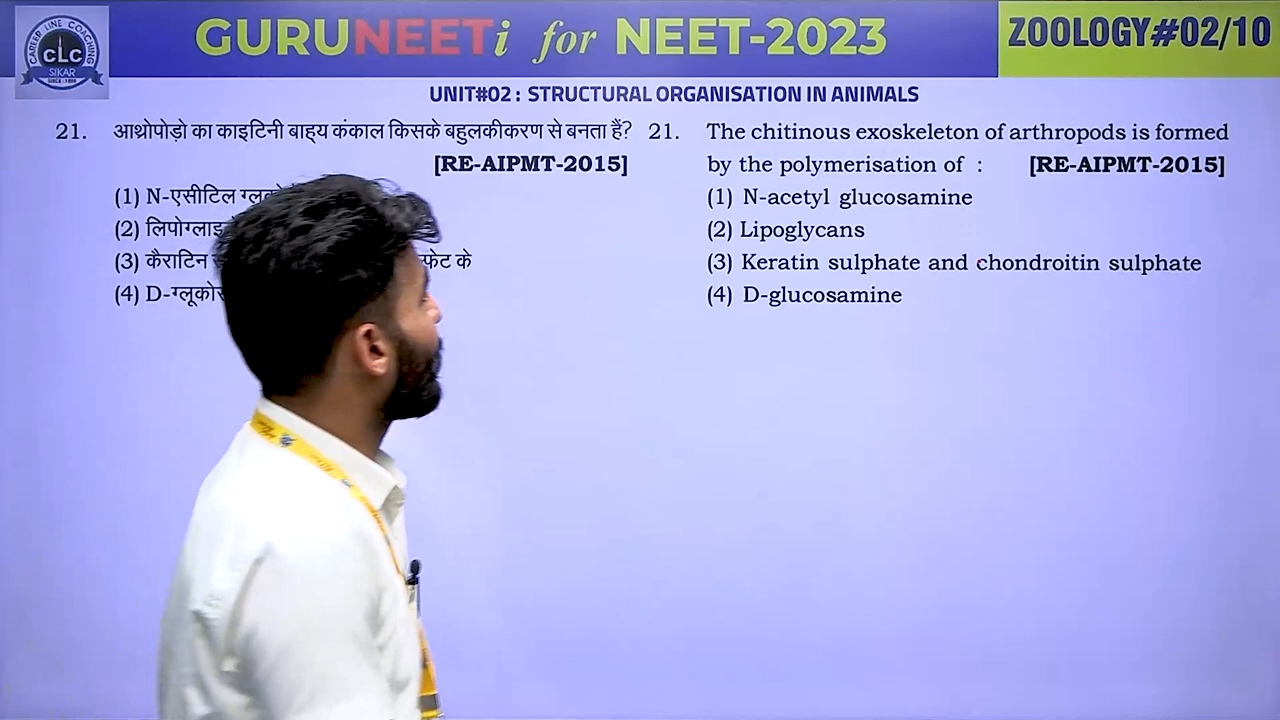 CAREER LINE COACHING
CLC
SIKAR
SINCE : 1996
GURUNEETi for NEET-2023
ZOOLOGY#02/10
UNIT#02 : STRUCTURAL ORGANISATION IN ANIMALS
21. आथ्रोपोड़ो का काइटिनी बाह्य कंकाल किसके बहुलकीकरण से बनता हैं?
[RE-AIPMT-2015]
(1) N-एसीटिल
(2)
(3) कैराटिन के
(4)
21. The chitinous exoskeleton of arthropods is formed
by the polymerisation of : [RE-AIPMT-2015]
(1) N-acetyl glucosamine
(2) Lipoglycans
(3) Keratin sulphate and chondroitin sulphate
(4) D-glucosamine